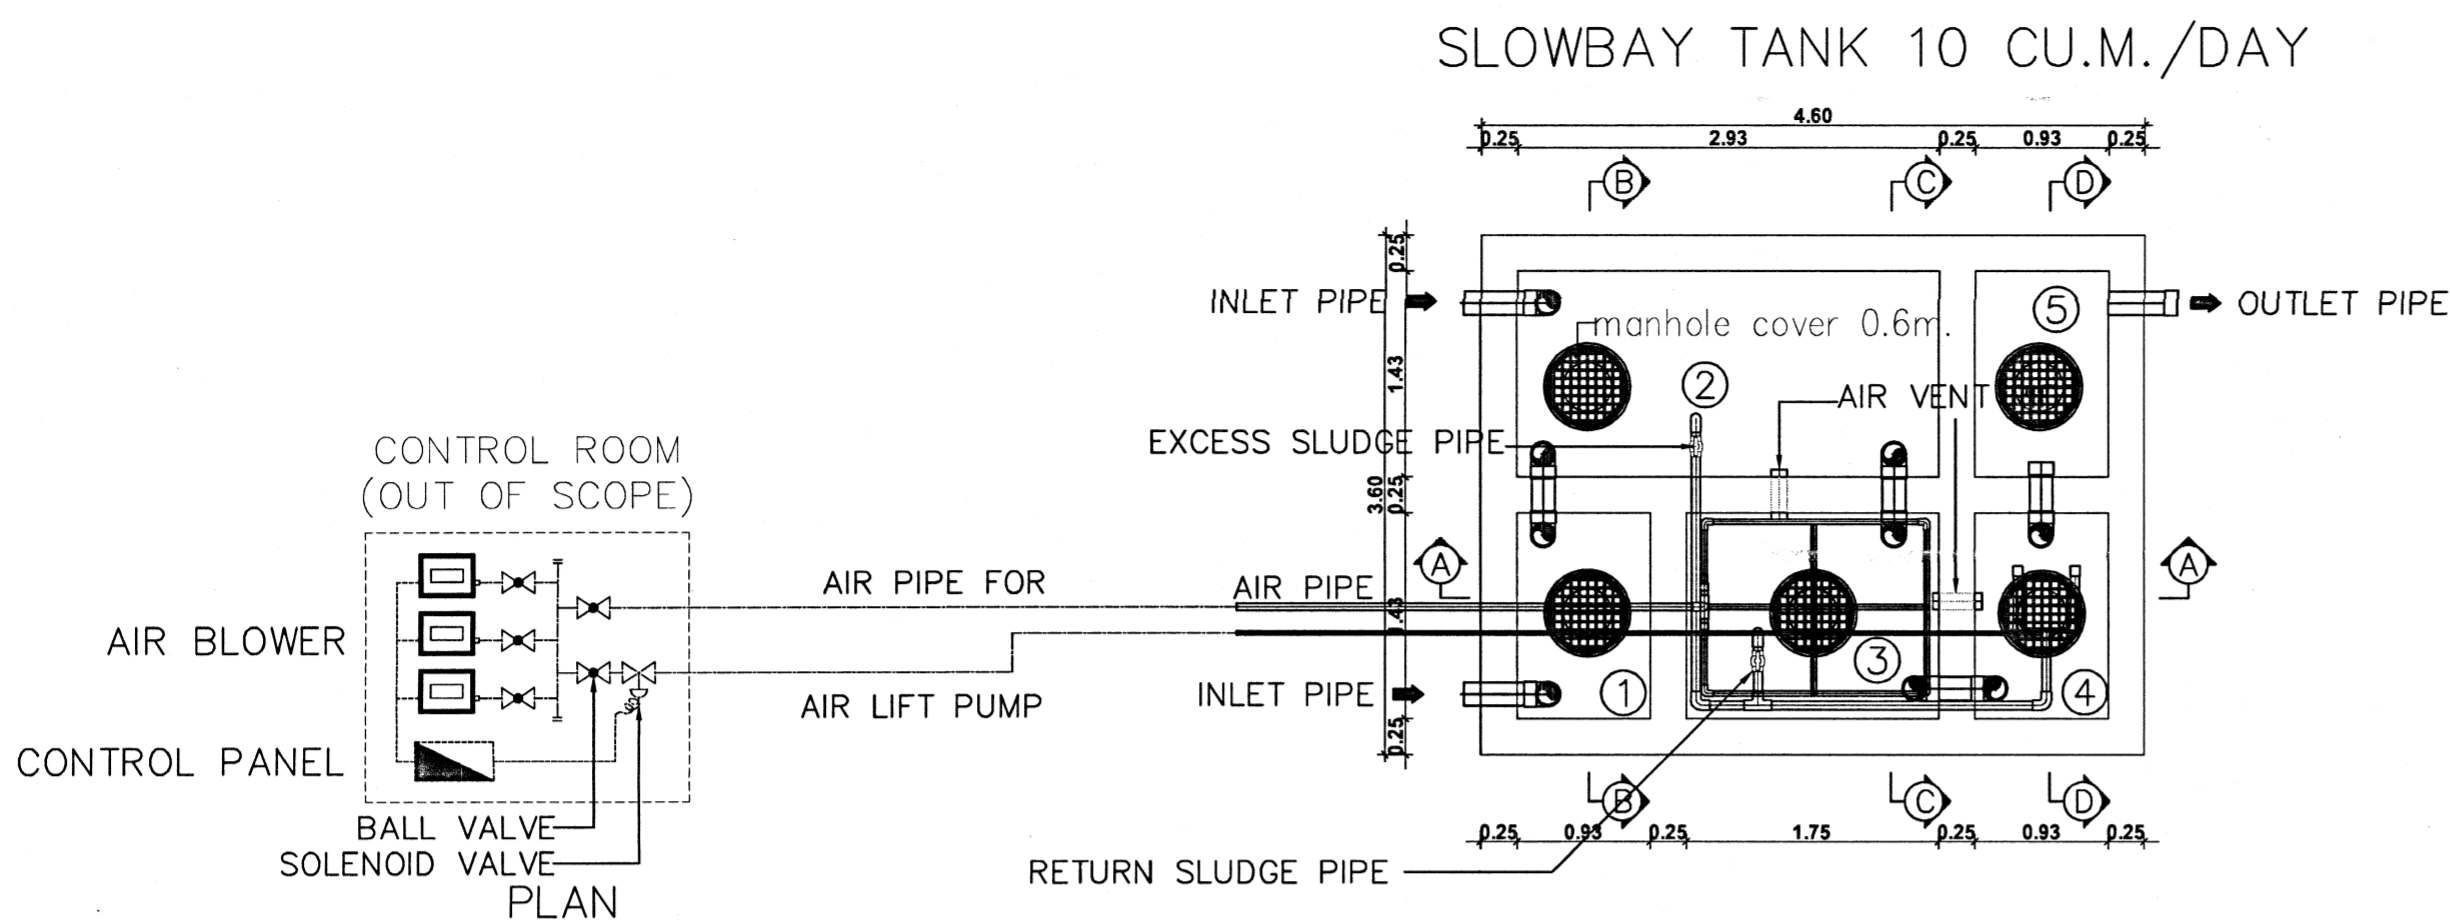 SLOWBAY TANK 10 CU.M./DAY
4.60
0.25 2.93 0.25 0.93 0.25
B C D
0.25
INLET PIPE
5
OUTLET PIPE
manhole cover 0.6m.
1.43
2
AIR VENT
EXCESS SLUDGE PIPE
CONTROL ROOM
(OUT OF SCOPE)
3.60
0.25
A A
AIR PIPE FOR
AIR PIPE
AIR BLOWER
1.43
3
INLET PIPE
1
4
AIR LIFT PUMP
0.25
CONTROL PANEL
B C D
BALL VALVE
0.25 0.93 0.25 1.75 0.25 0.93 0.25
SOLENOID VALVE
RETURN SLUDGE PIPE
PLAN